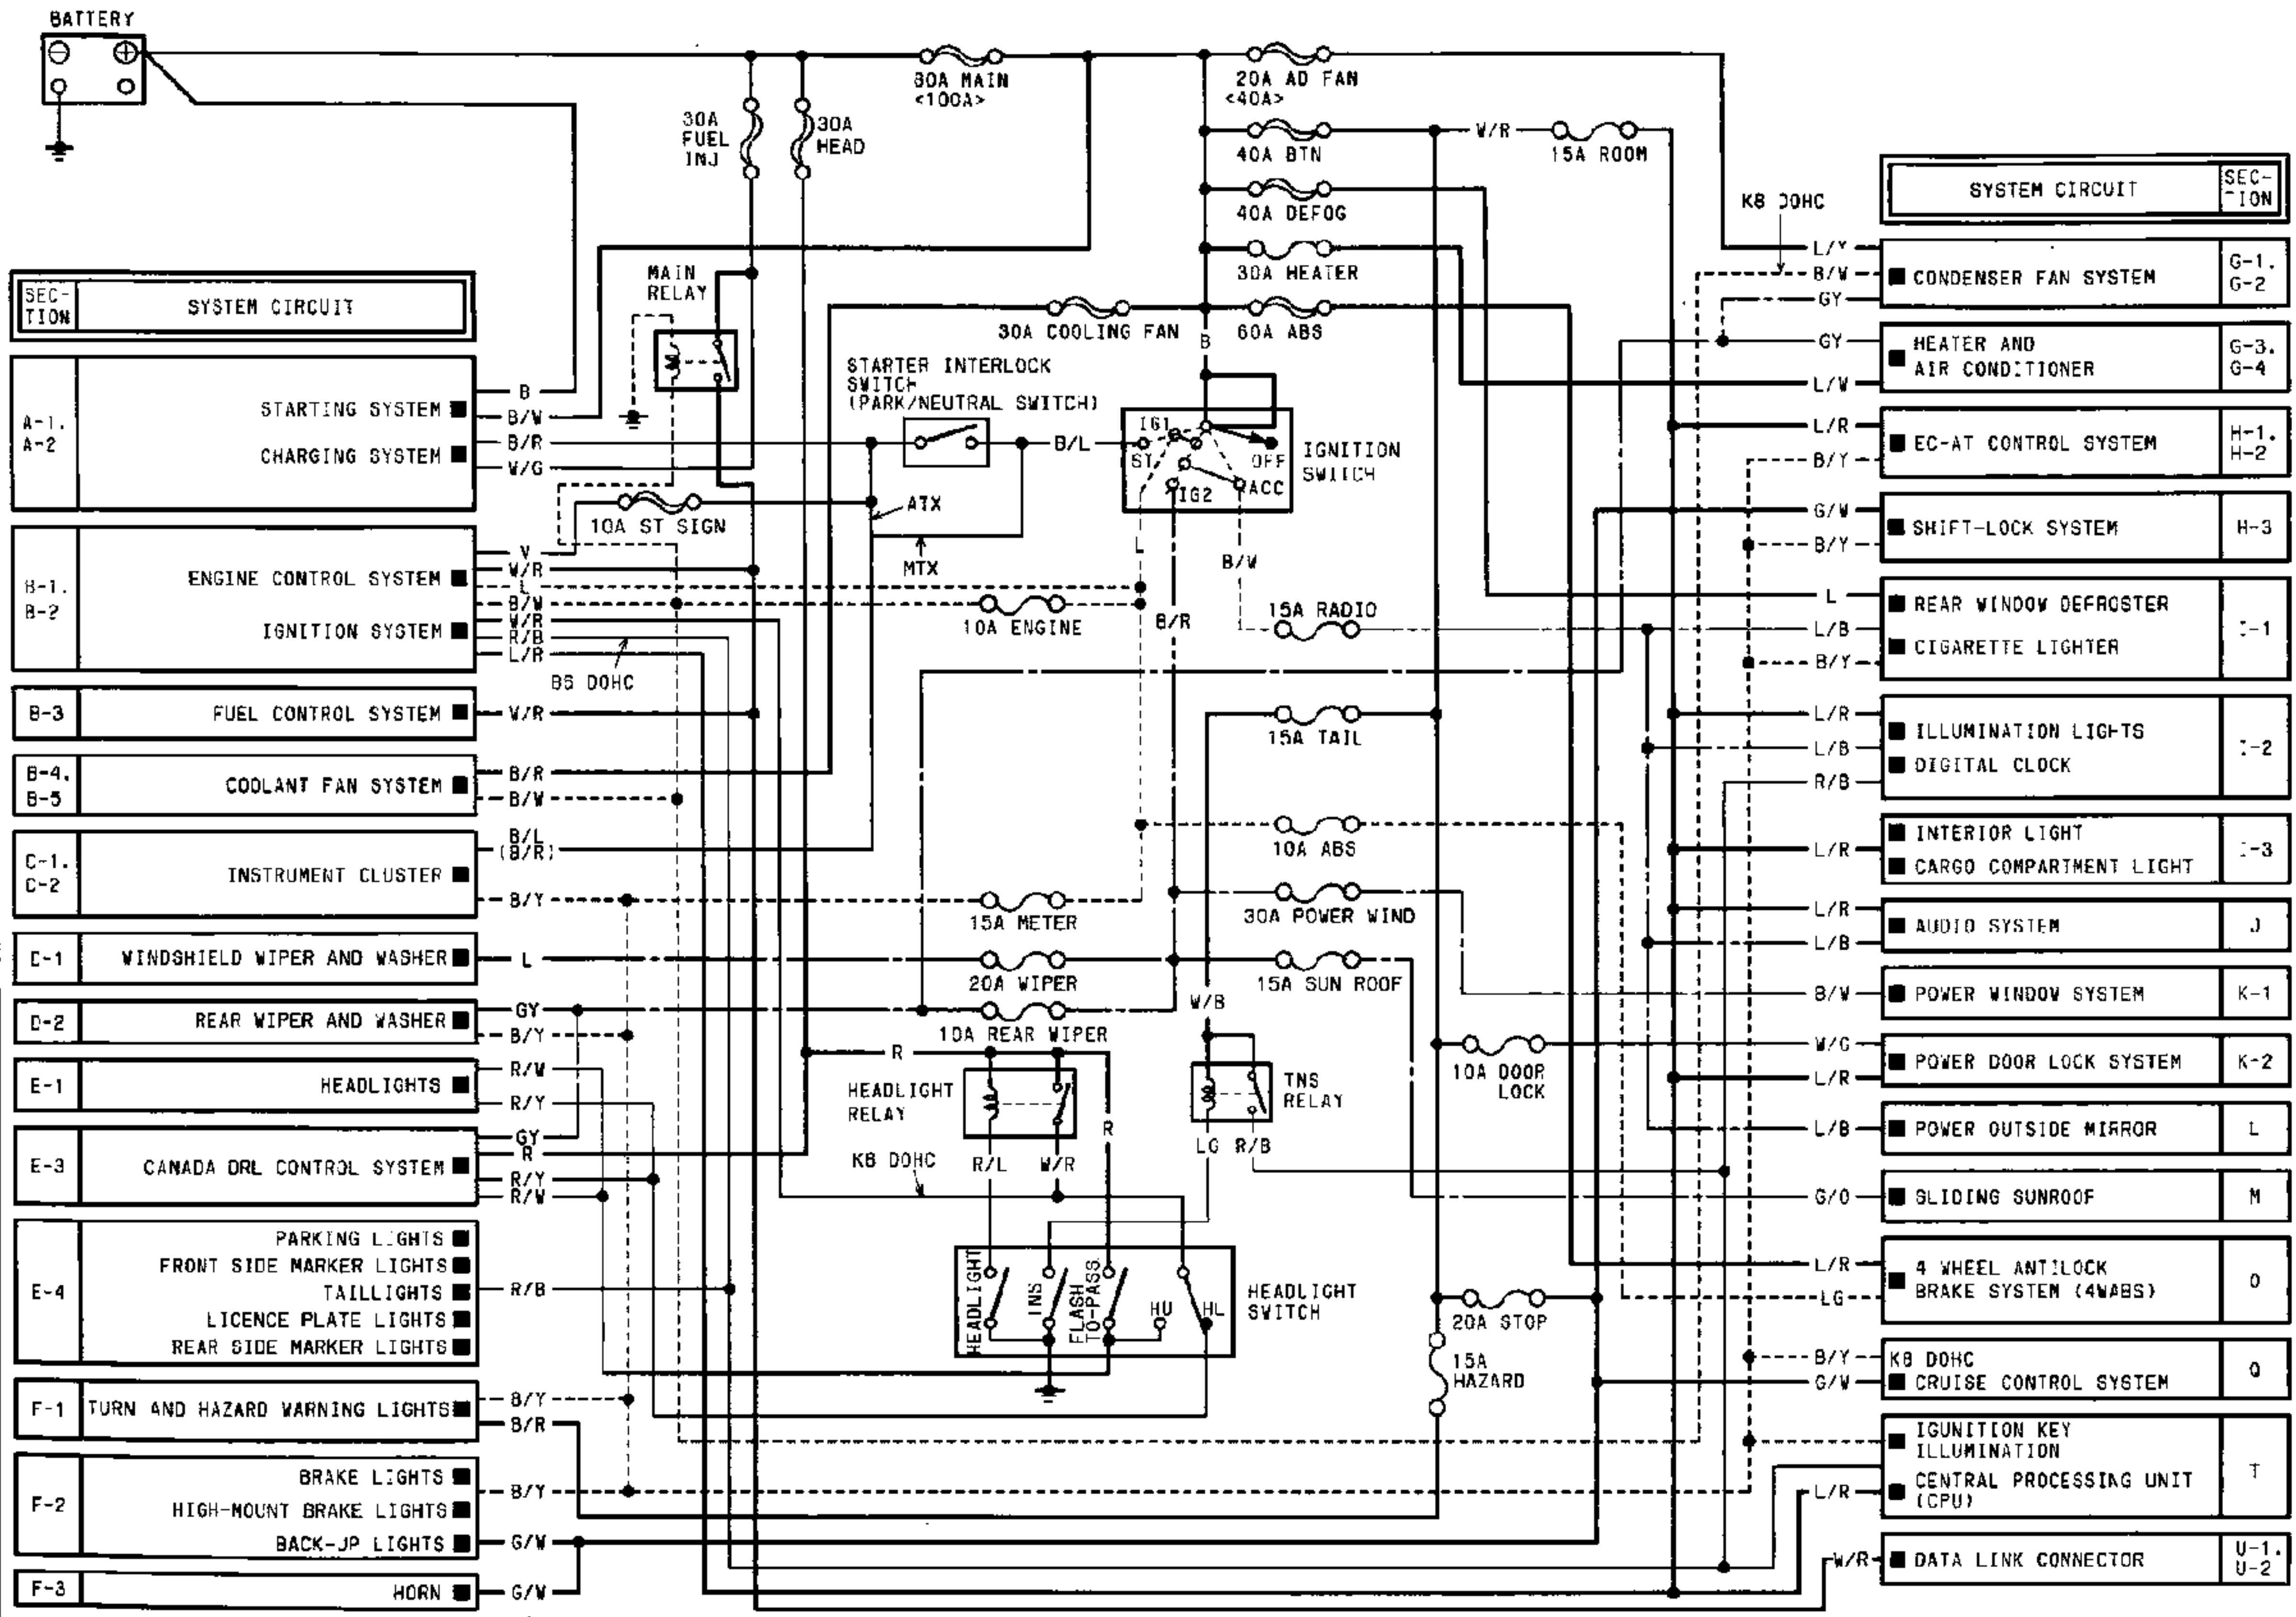 BATTERY
80A MAIN
<100A>
20A AD FAN
<40A>
30A
FUEL
INJ
30A
HEAD
40A BTN
W/R
15A ROOM
40A DEFOG
30A HEATER
30A COOLING FAN
60A ABS
B
MAIN
RELAY
STARTER INTERLOCK
SWITCH
(PARK/NEUTRAL SWITCH)
B/L
IG1
ST
OFF
IG2
ACC
IGNITION
SWITCH
10A ST SIGN
ATX
MTX
L
B/W
B/R
10A ENGINE
15A RADIO
B6 DOHC
15A TAIL
10A ABS
15A METER
30A POWER WIND
20A WIPER
15A SUN ROOF
W/B
10A REAR WIPER
R
HEADLIGHT
RELAY
R
TNS
RELAY
10A DOOR
LOCK
K8 DOHC
R/L
W/R
LG
R/B
HEADLIGHT
TNS
FLASH
TO-PASS
HU
HL
HEADLIGHT
SWITCH
20A STOP
15A
HAZARD
SEC-
TION
SYSTEM CIRCUIT
A-1.
A-2
STARTING SYSTEM
CHARGING SYSTEM
B
B/W
B/R
W/G
B-1.
B-2
ENGINE CONTROL SYSTEM
IGNITION SYSTEM
V
W/R
L
B/W
W/R
R/B
L/R
B-3
FUEL CONTROL SYSTEM
W/R
B-4.
B-5
COOLANT FAN SYSTEM
B/R
B/W
C-1.
C-2
INSTRUMENT CLUSTER
B/L
(B/R)
B/Y
D-1
WINDSHIELD WIPER AND WASHER
L
D-2
REAR WIPER AND WASHER
GY
B/Y
E-1
HEADLIGHTS
R/W
R/Y
E-3
CANADA DRL CONTROL SYSTEM
GY
R
R/Y
R/W
E-4
PARKING LIGHTS
FRONT SIDE MARKER LIGHTS
TAILLIGHTS
LICENCE PLATE LIGHTS
REAR SIDE MARKER LIGHTS
R/B
F-1
TURN AND HAZARD WARNING LIGHTS
B/Y
B/R
F-2
BRAKE LIGHTS
HIGH-MOUNT BRAKE LIGHTS
BACK-UP LIGHTS
B/Y
G/W
F-3
HORN
G/W
SYSTEM CIRCUIT
SEC-
TION
K8 DOHC
L/Y
B/W
GY
CONDENSER FAN SYSTEM
G-1.
G-2
GY
L/W
HEATER AND
AIR CONDITIONER
G-3.
G-4
L/R
B/Y
EC-AT CONTROL SYSTEM
H-1.
H-2
G/W
B/Y
SHIFT-LOCK SYSTEM
H-3
L
L/B
B/Y
REAR WINDOW DEFROSTER
CIGARETTE LIGHTER
I-1
L/R
L/B
R/B
ILLUMINATION LIGHTS
DIGITAL CLOCK
I-2
L/R
INTERIOR LIGHT
CARGO COMPARTMENT LIGHT
I-3
L/R
L/B
AUDIO SYSTEM
J
B/W
POWER WINDOW SYSTEM
K-1
W/G
L/R
POWER DOOR LOCK SYSTEM
K-2
L/B
POWER OUTSIDE MIRROR
L
G/O
SLIDING SUNROOF
M
L/R
LG
4 WHEEL ANTILOCK
BRAKE SYSTEM (4WABS)
O
B/Y
G/W
K8 DOHC
CRUISE CONTROL SYSTEM
Q
IGUNITION KEY
ILLUMINATION
L/R
CENTRAL PROCESSING UNIT
(CPU)
T
W/R
DATA LINK CONNECTOR
U-1.
U-2